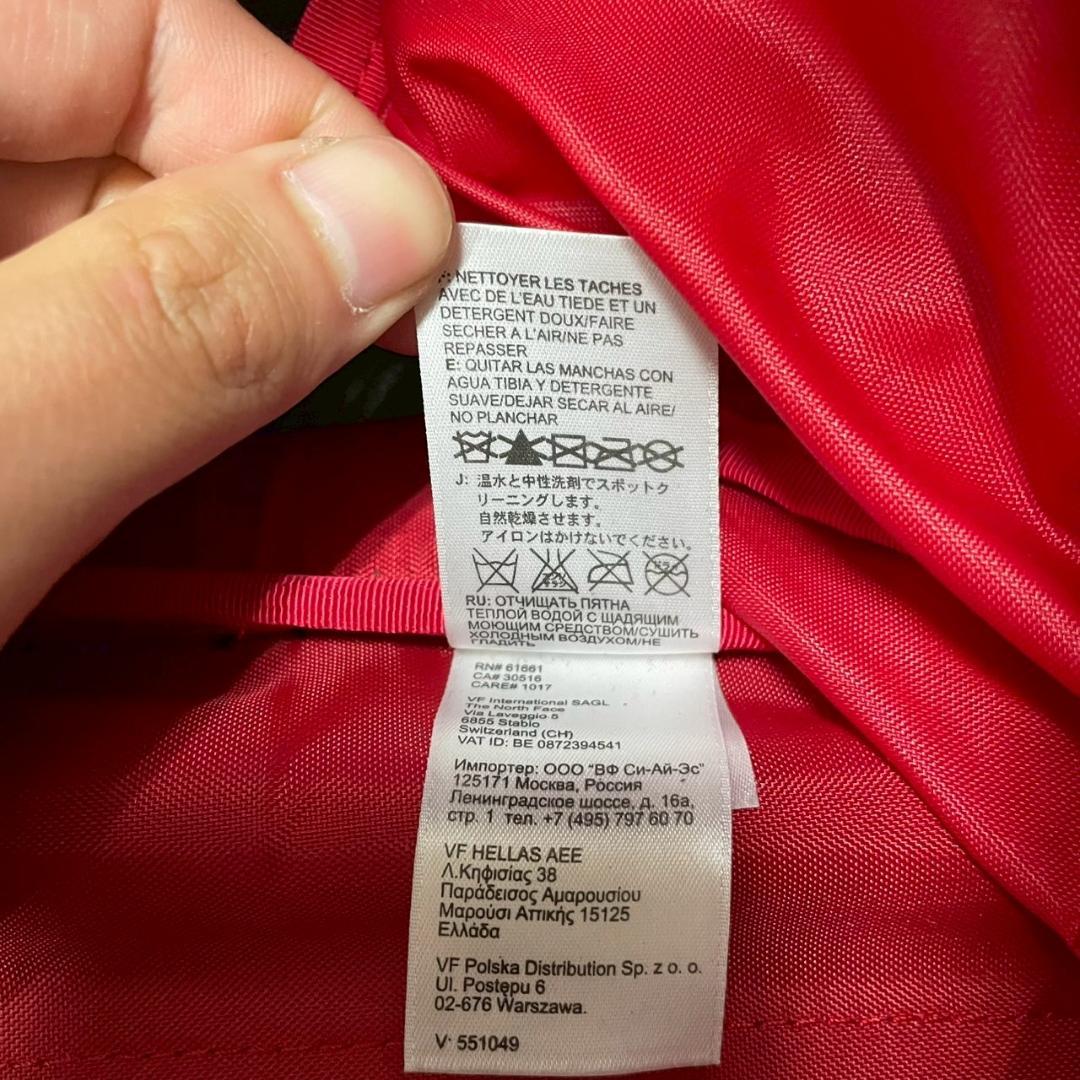 : NETTOYER LES TACHES
AVEC DE L'EAU TIEDE ET UN
DETERGENT DOUX/FAIRE
SECHER A L'AIR/NE PAS
REPASSER
E: QUITAR LAS MANCHAS CON
AGUA TIBIA Y DETERGENTE
SUAVE/DEJAR SECAR AL AIRE/
NO PLANCHAR
J: 温水と中性洗剤でスポットク
リーニングします。
自然乾燥させます。
アイロンはかけないでください。
RU: ОТЧИЩАТЬ ПЯТНА
ТЕПЛОЙ ВОДОЙ С ЩАДЯЩИМ
МОЮЩИМ СРЕДСТВОМ/СУШИТЬ
ХОЛОДНЫМ ВОЗДУХОМ/НЕ
ГЛАДИТЬ
RN# 61661
CA# 30516
CARE# 1017
VF International SAGL
The North Face
Via Laveggio 5
6855 Stabio
Switzerland (CH)
VAT ID: BE 0872394541
Импортер: ООО "ВФ Си-Ай-Эс"
125171 Москва, Россия
Ленинградское шоссе, д. 16а,
стр. 1 тел. +7 (495) 797 60 70
VF HELLAS AEE
Λ.Κηφισίας 38
Παράδεισος Αμαρουσίου
Μαρούσι Αττικής 15125
Ελλάδα
VF Polska Distribution Sp. z o. o.
Ul. Postępu 6
02-676 Warszawa.
V: 551049